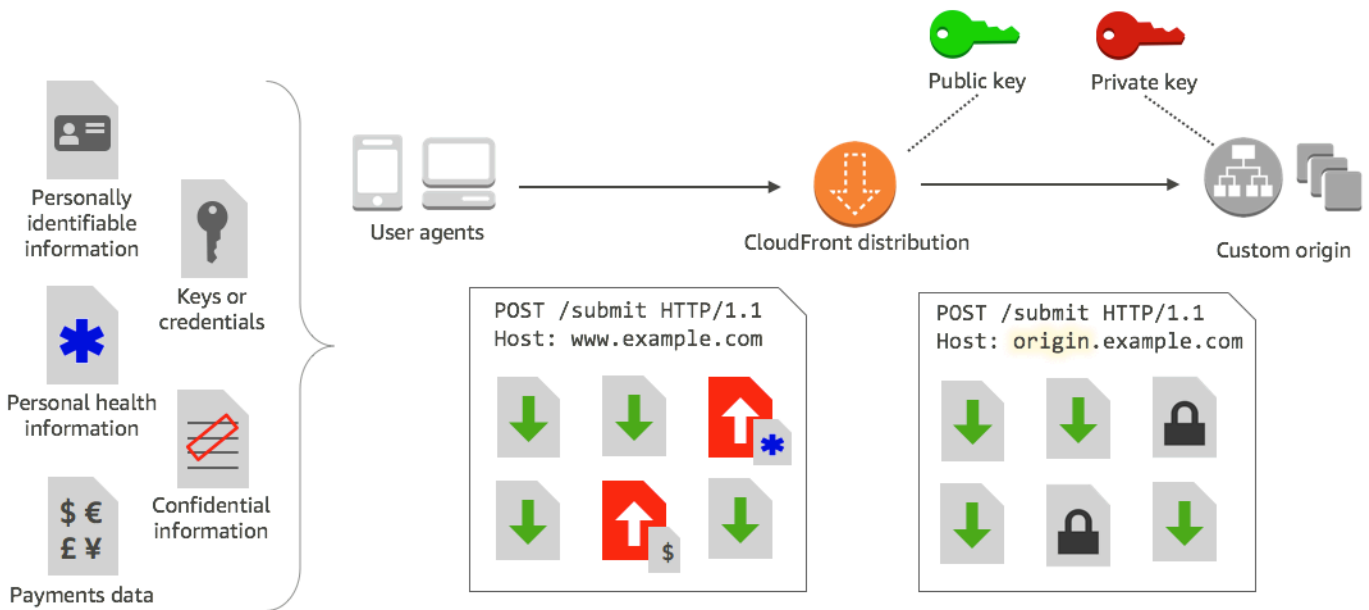 Public key
Private key
Personally
identifiable
information
Keys or
credentials
Personal health
information
Confidential
information
$ €
£ ¥
Payments data
User agents
CloudFront distribution
Custom origin
POST /submit HTTP/1.1
Host: www.example.com
$
POST /submit HTTP/1.1
Host: origin.example.com